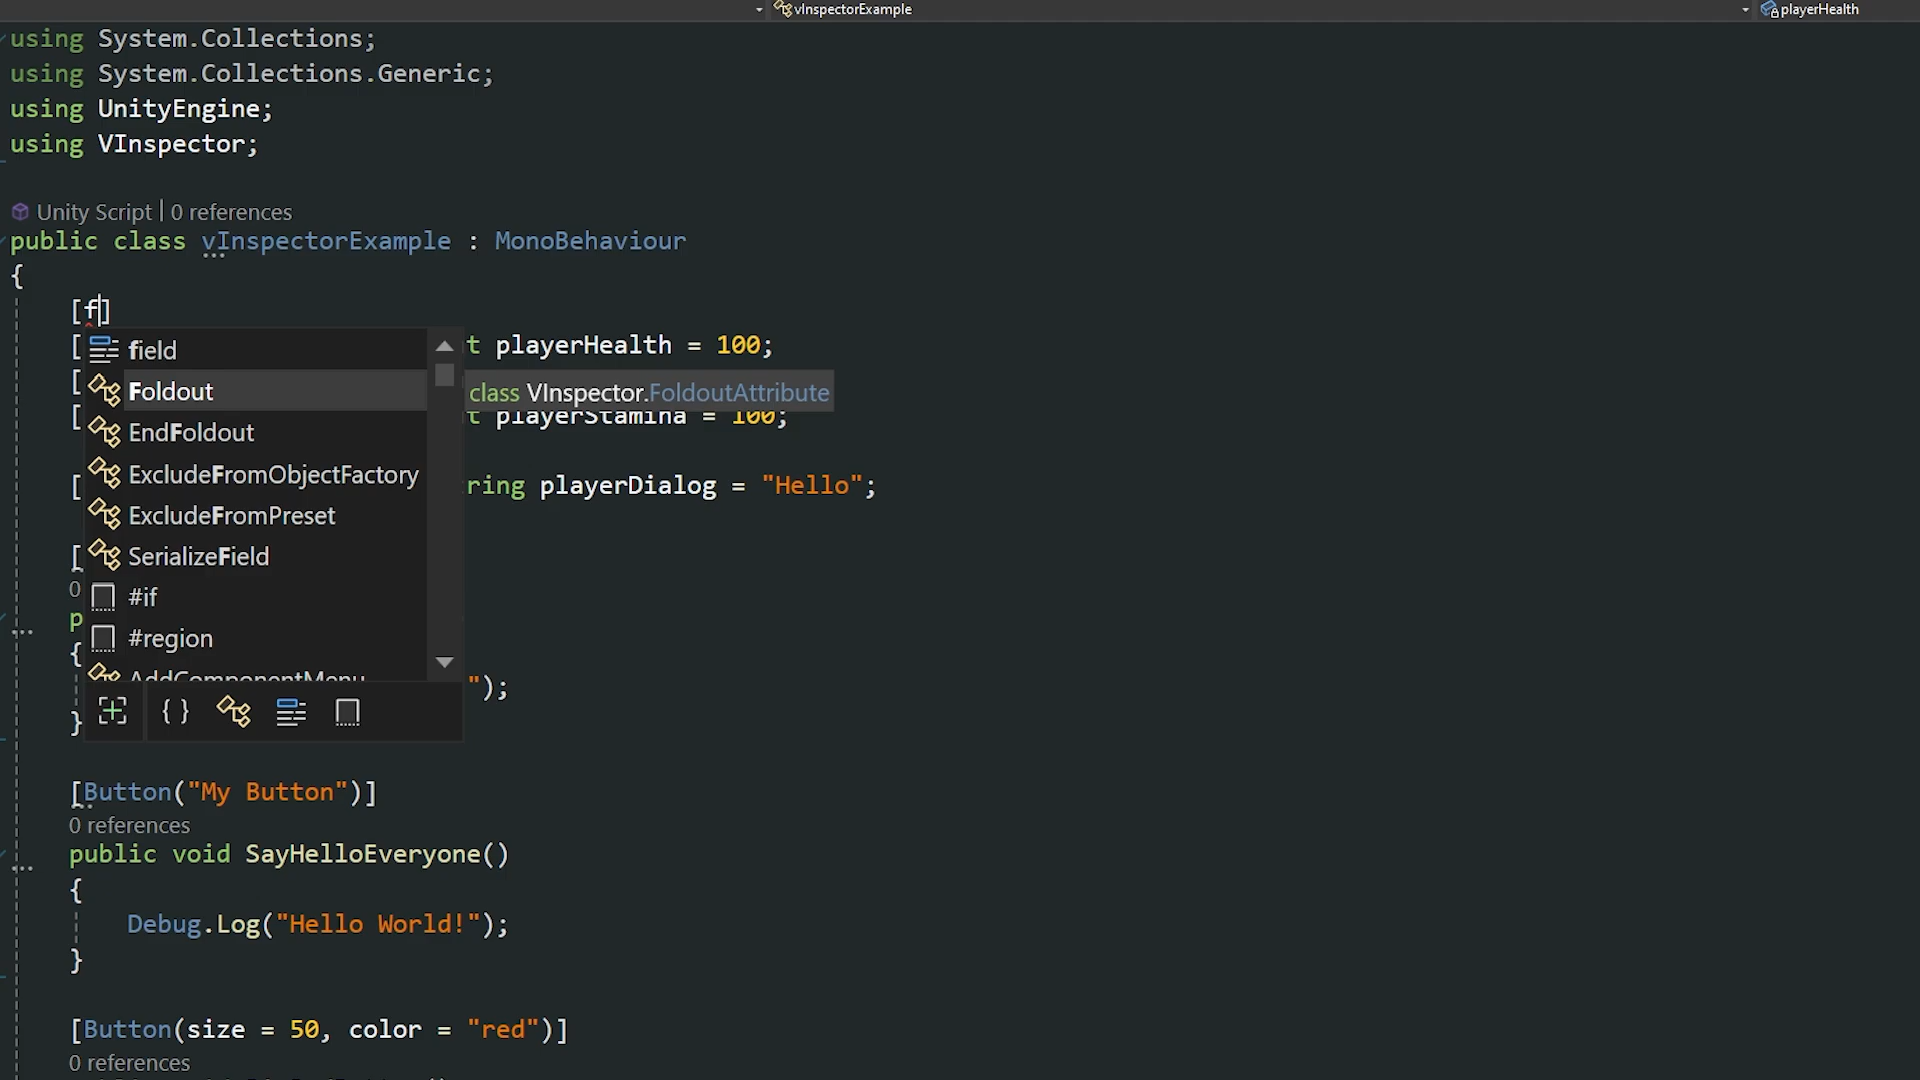 vInspectorExample
playerHealth
using System.Collections;
using System.Collections.Generic;
using UnityEngine;
using VInspector;
Unity Script | 0 references
public class vInspectorExample : MonoBehaviour
{
[f]
[ t playerHealth = 100;
[
[ t playerStamina = 100;
[ ring playerDialog = "Hello";
[
0
p
{
");
}
field
Foldout
class VInspector.FoldoutAttribute
EndFoldout
ExcludeFromObjectFactory
ExcludeFromPreset
SerializeField
#if
#region
AddComponentMenu
{ }
[Button("My Button")]
0 references
public void SayHelloEveryone()
{
Debug.Log("Hello World!");
}
[Button(size = 50, color = "red")]
0 references